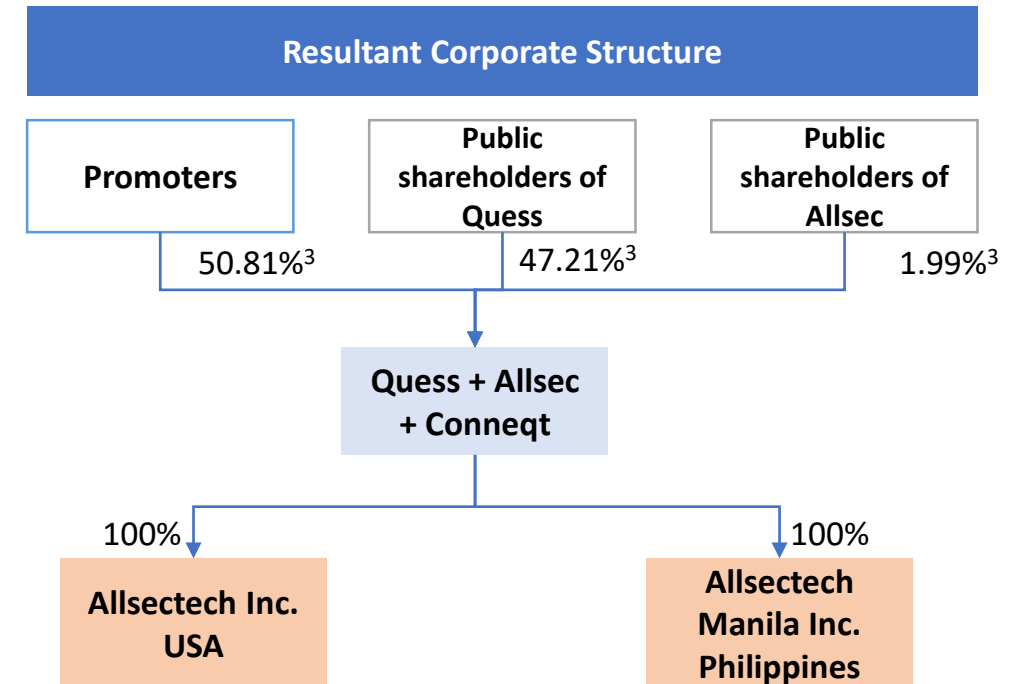 Resultant Corporate Structure
Promoters
Public
shareholders of
Quess
Public
shareholders of
Allsec
50.81%³
47.21%³
1.99%³
Quess + Allsec
+ Conneqt
100%
100%
Allsectech Inc.
USA
Allsectech
Manila Inc.
Philippines